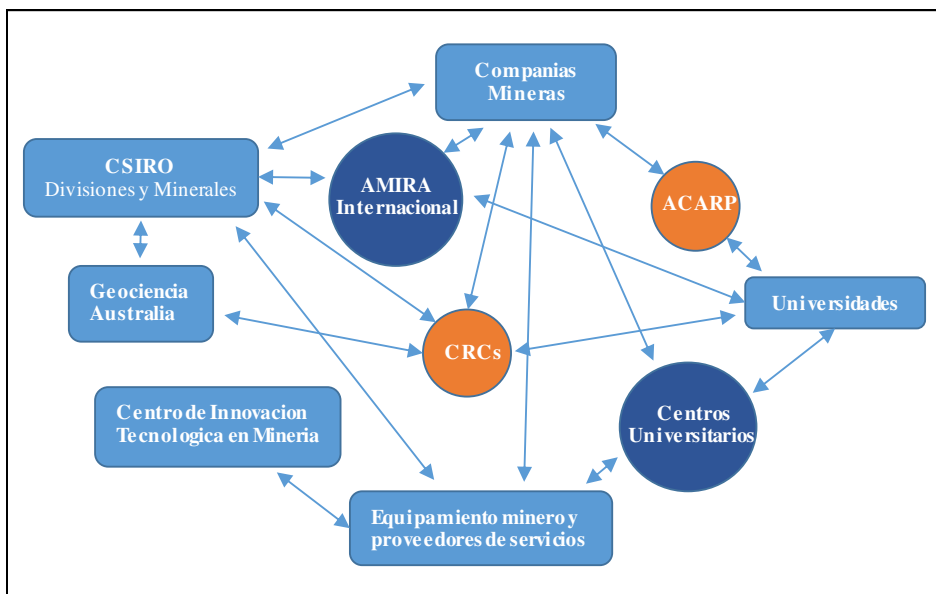 Companias
Mineras
CSIRO
Divisiones y Minerales
AMIRA
Internacional
ACARP
Geociencia
Australia
Universidades
CRCs
Centro de Innovacion
Tecnologica en Mineria
Centros
Universitarios
Equipamiento minero y
proveedores de servicios